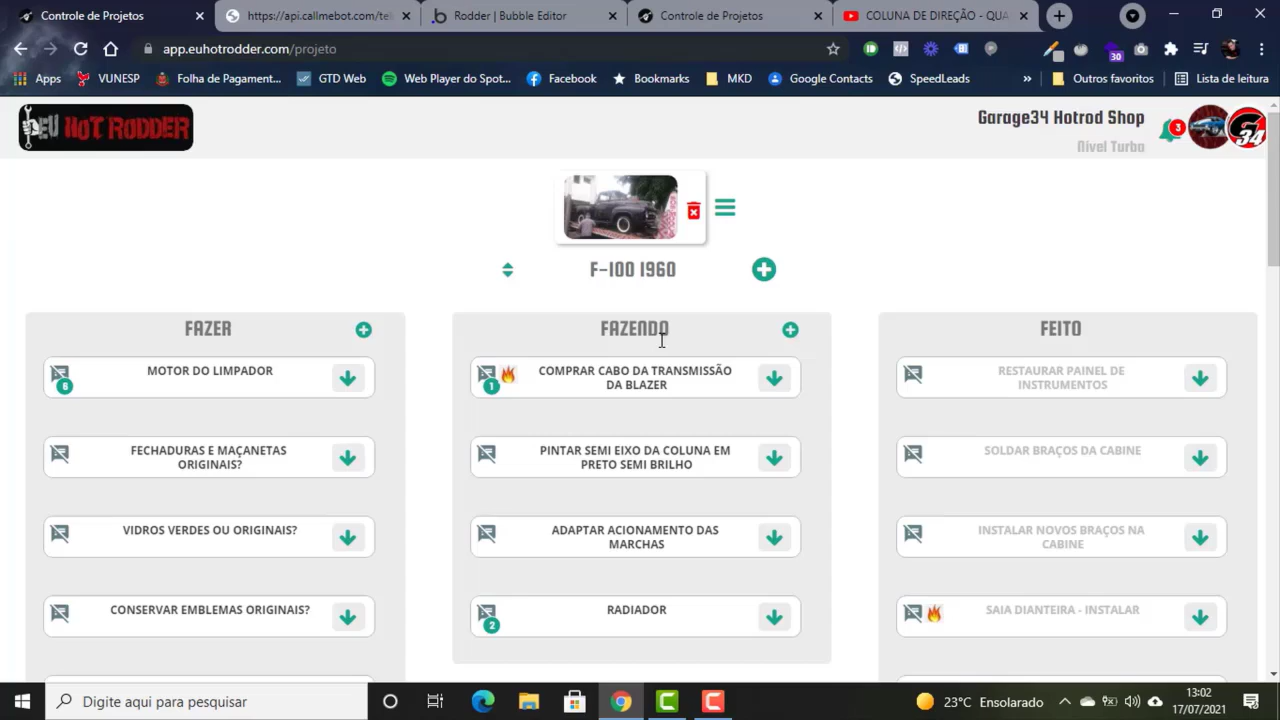 Controle de Projetos
https://api.callmebot.com/te
Rodder | Bubble Editor
Controle de Projetos
COLUNA DE DIREÇÃO - QUA
app.euhotrodder.com/projeto
30
Apps
VUNESP
Folha de Pagament...
GTD Web
Web Player do Spot...
Facebook
Bookmarks
MKD
Google Contacts
SpeedLeads
»
Outros favoritos
Lista de leitura
EU HOT RODDER
Garage34 Hotrod Shop
Nível Turbo
3
G34
F-100 1960
FAZER
FAZENDO
FEITO
MOTOR DO LIMPADOR
6
COMPRAR CABO DA TRANSMISSÃO
DA BLAZER
1
RESTAURAR PAINEL DE
INSTRUMENTOS
FECHADURAS E MAÇANETAS
ORIGINAIS?
PINTAR SEMI EIXO DA COLUNA EM
PRETO SEMI BRILHO
SOLDAR BRAÇOS DA CABINE
VIDROS VERDES OU ORIGINAIS?
ADAPTAR ACIONAMENTO DAS
MARCHAS
INSTALAR NOVOS BRAÇOS NA
CABINE
CONSERVAR EMBLEMAS ORIGINAIS?
RADIADOR
2
SAIA DIANTEIRA - INSTALAR
Digite aqui para pesquisar
23°C Ensolarado
13:02
17/07/2021